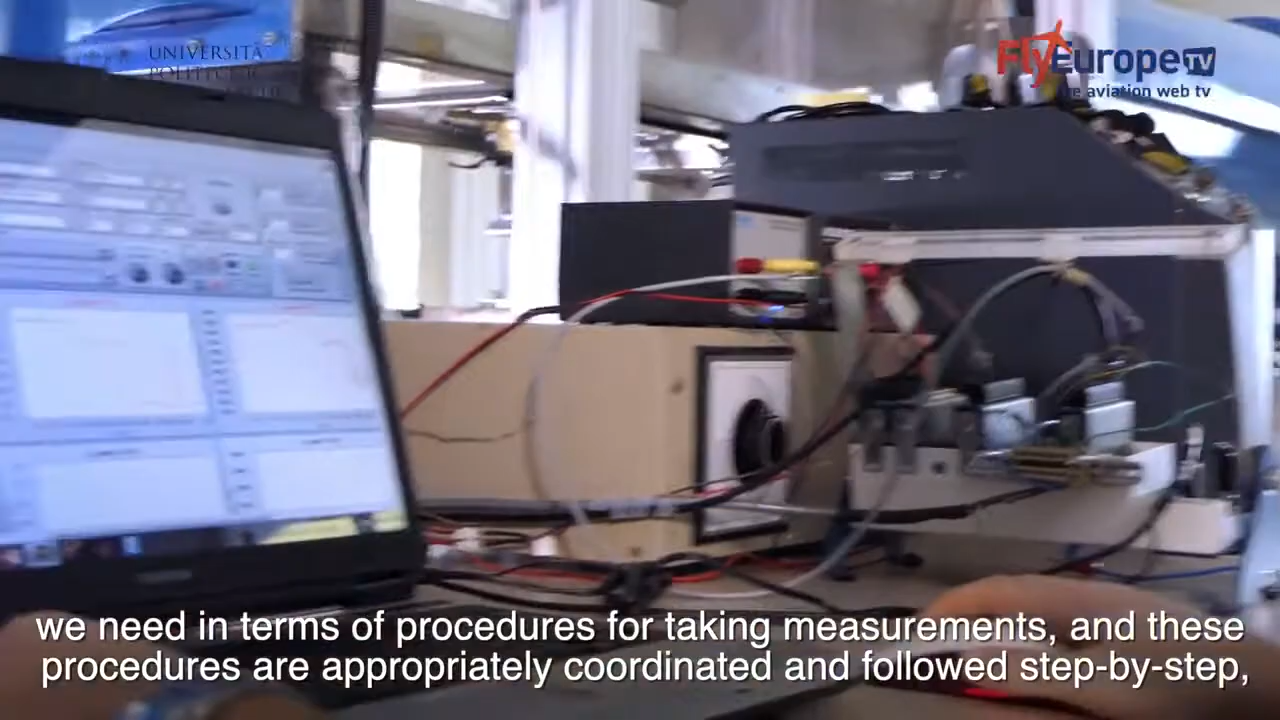 UNIVERSITÀ
POLITECNICA
FlyEurope TV
the aviation web tv
we need in terms of procedures for taking measurements, and these
procedures are appropriately coordinated and followed step-by-step,